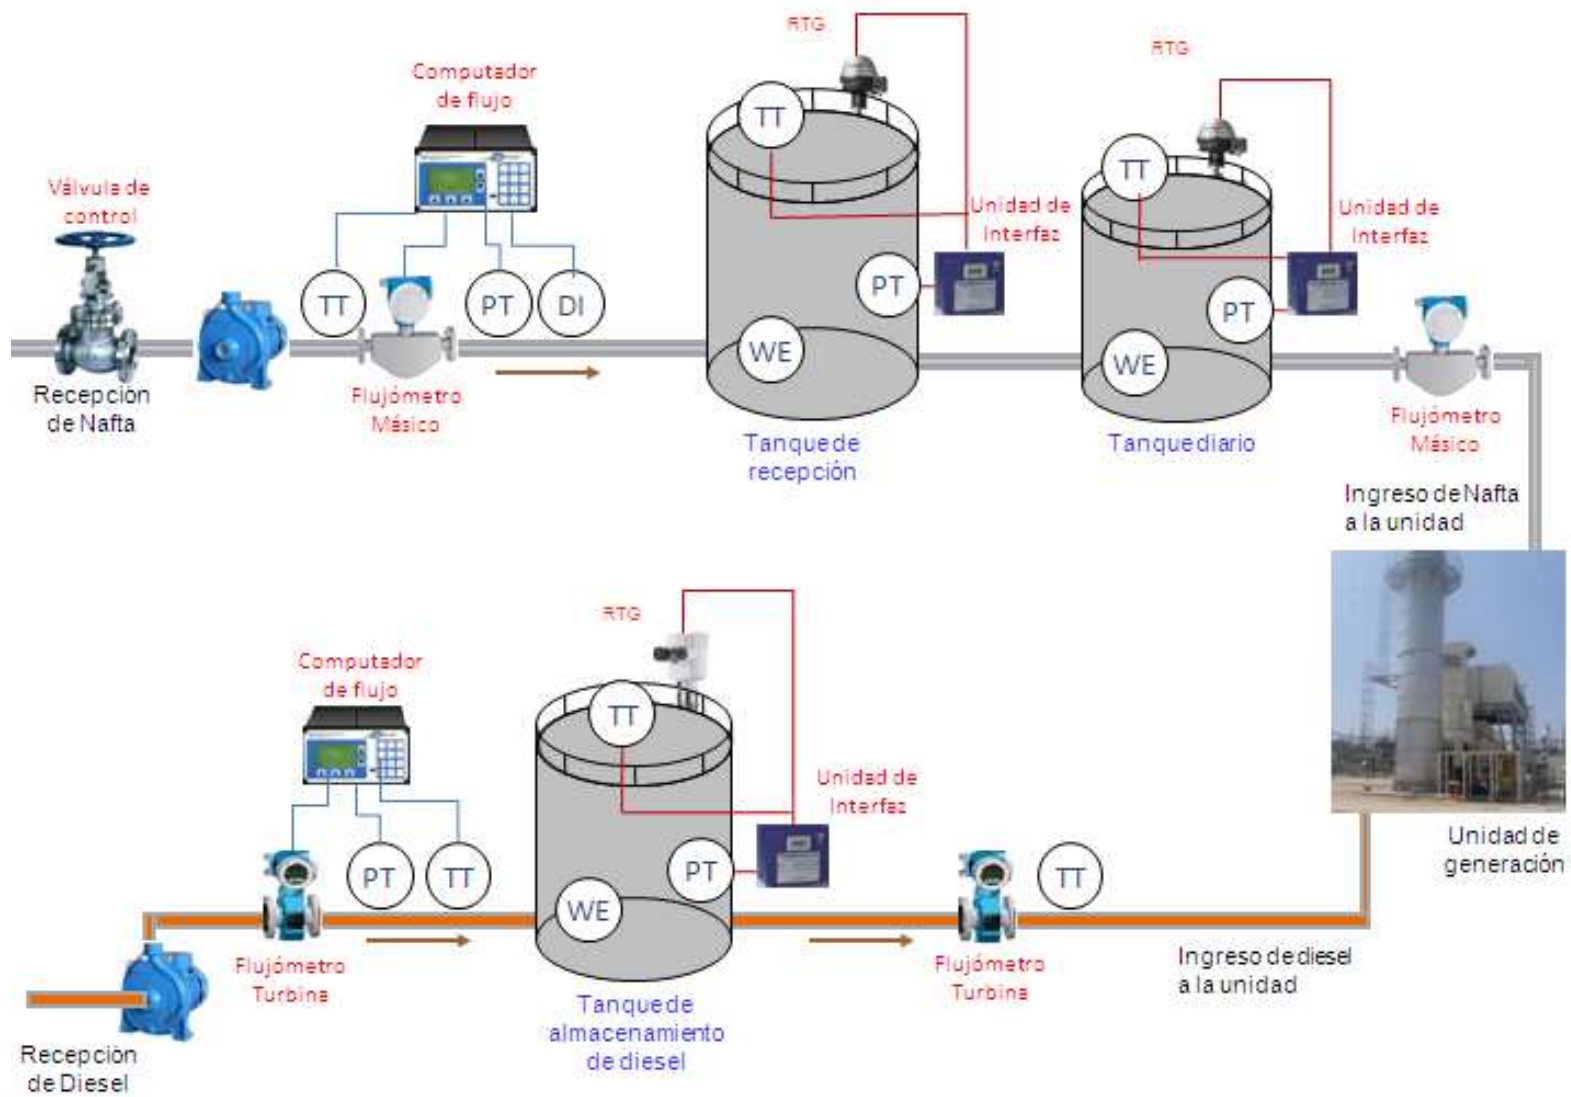 RTG
RTG
Computador
de flujo
Válvula de
control
TT
TT
Unidad de
Interfaz
Unidad de
Interfaz
TT
PT
DI
PT
PT
WE
WE
Recepción
de Nafta
Flujómetro
Másico
Tanque de
recepción
Tanque diario
Flujómetro
Másico
Ingreso de Nafta
a la unidad
RTG
Computador
de flujo
TT
Unidad de
Interfaz
PT
TT
PT
TT
WE
Unidad de
generación
Flujómetro
Turbina
Flujómetro
Turbina
Ingreso de diesel
a la unidad
Tanque de
almacenamiento
de diesel
Recepción
de Diesel